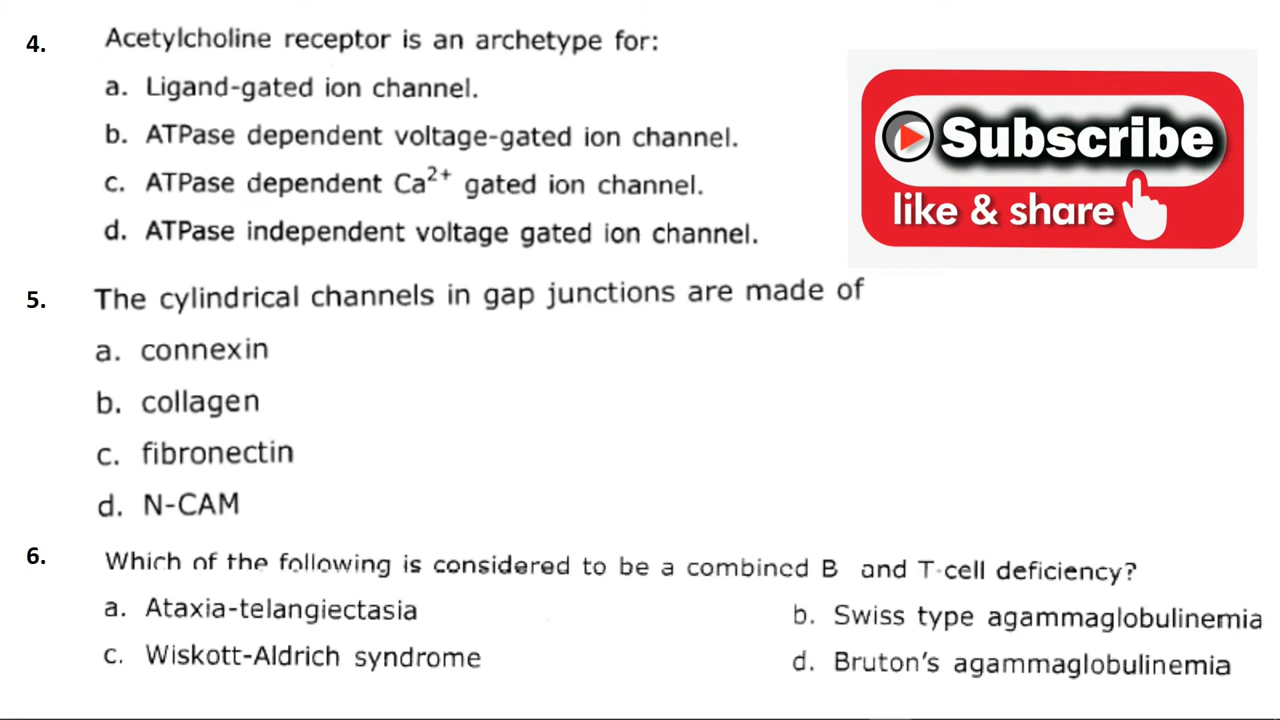 4. Acetylcholine receptor is an archetype for:
a. Ligand-gated ion channel.
b. ATPase dependent voltage-gated ion channel.
c. ATPase dependent Ca²⁺ gated ion channel.
d. ATPase independent voltage gated ion channel.
Subscribe
like & share
5. The cylindrical channels in gap junctions are made of
a. connexin
b. collagen
c. fibronectin
d. N-CAM
6. Which of the following is considered to be a combined B and T-cell deficiency?
a. Ataxia-telangiectasia b. Swiss type agammaglobulinemia
c. Wiskott-Aldrich syndrome d. Bruton's agammaglobulinemia